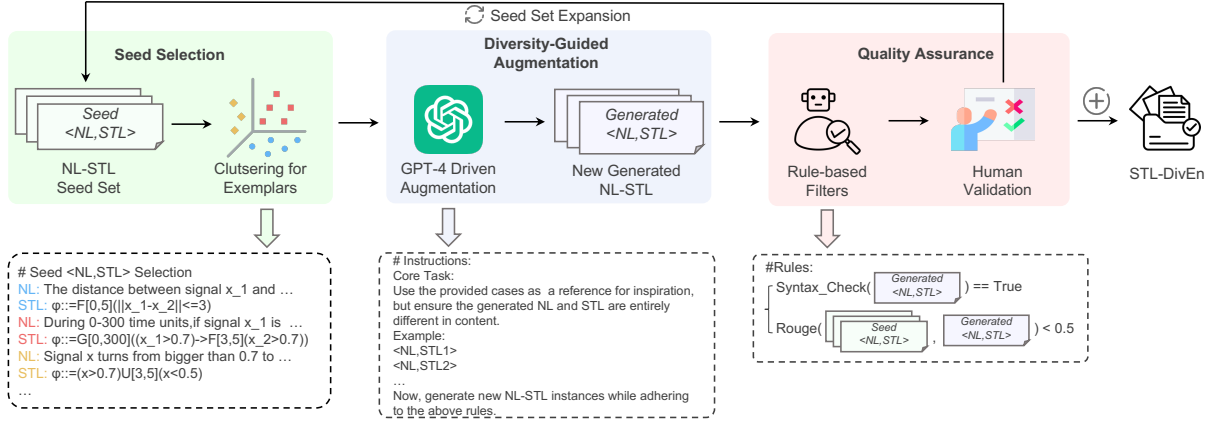 Seed Set Expansion
Seed Selection
Seed
<NL,STL>
NL-STL
Seed Set
Clutsering for
Exemplars
Diversity-Guided
Augmentation
GPT-4 Driven
Augmentation
Generated
<NL,STL>
New Generated
NL-STL
Quality Assurance
Rule-based
Filters
Human
Validation
STL-DivEn
# Seed <NL,STL> Selection
NL: The distance between signal x_1 and …
STL: φ::=F[0,5](||x_1-x_2||<=3)
NL: During 0-300 time units,if signal x_1 is …
STL: φ::=G[0,300]((x_1>0.7)->F[3,5](x_2>0.7))
NL: Signal x turns from bigger than 0.7 to …
STL: φ::=(x>0.7)U[3,5](x<0.5)
…
# Instructions:
Core Task:
Use the provided cases as a reference for inspiration,
but ensure the generated NL and STL are entirely
different in content.
Example:
<NL,STL1>
<NL,STL2>
…
Now, generate new NL-STL instances while adhering
to the above rules.
#Rules:
Syntax_Check( Generated <NL,STL> ) == True
Rouge( Seed <NL,STL> , Generated <NL,STL> ) < 0.5